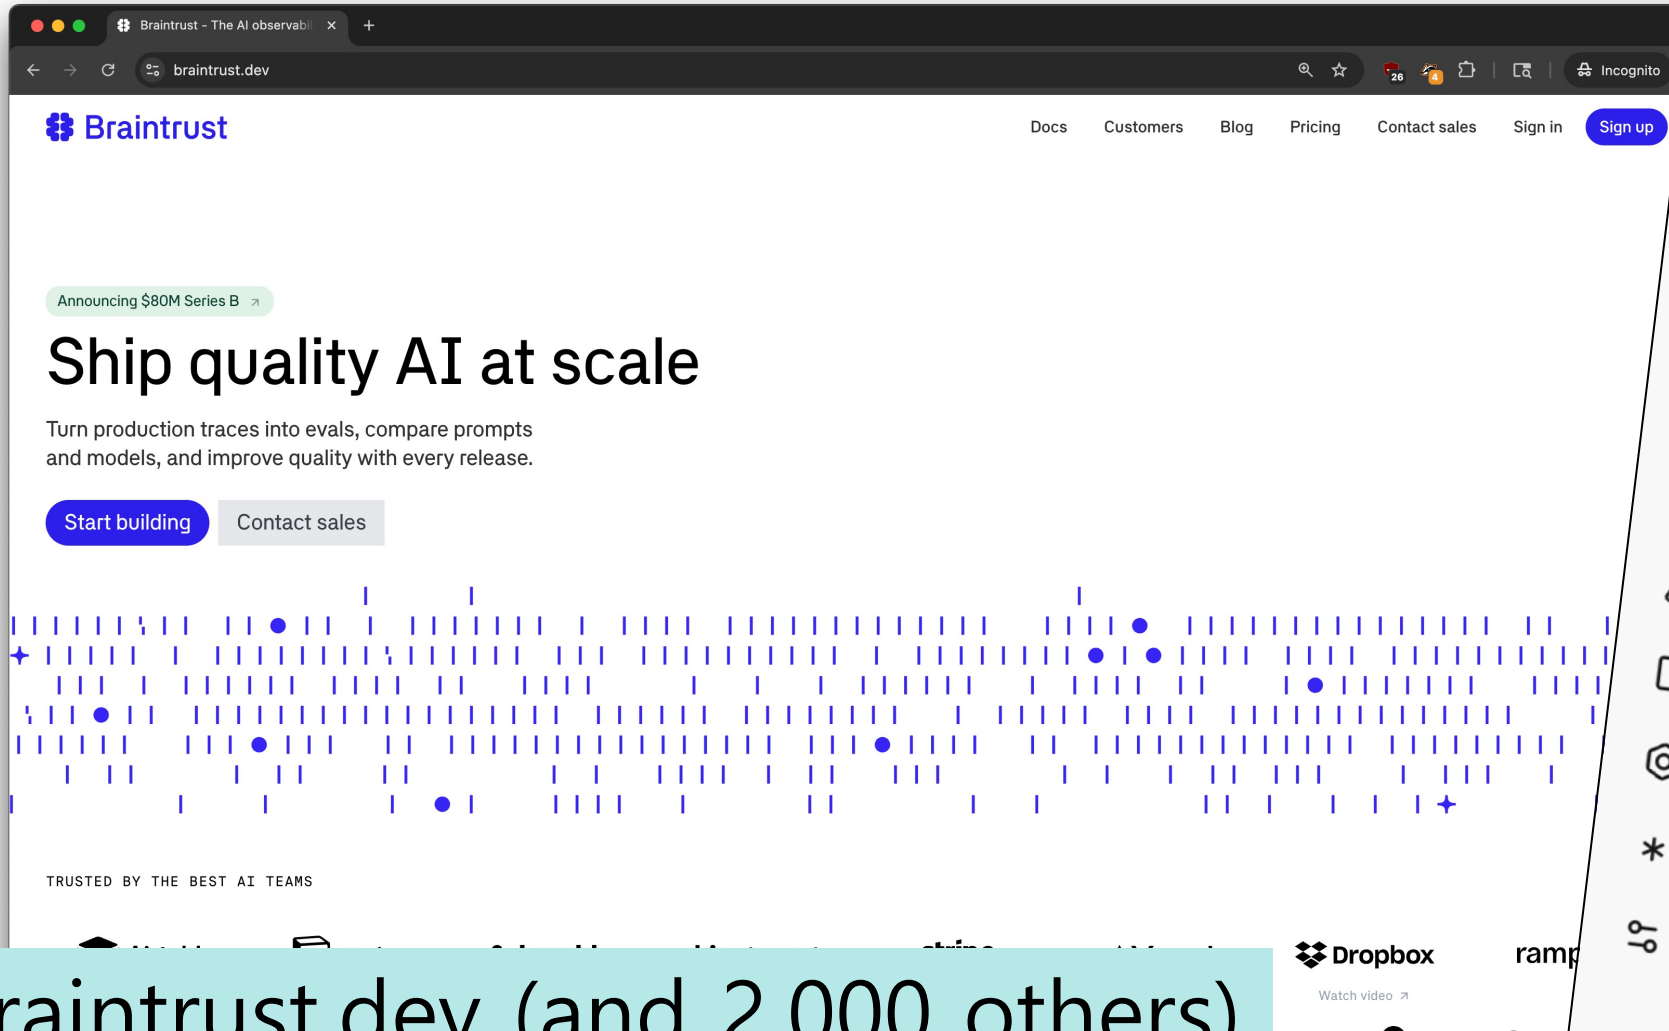 Braintrust - The AI observabil
braintrust.dev
26
4
Incognito
Braintrust
Docs
Customers
Blog
Pricing
Contact sales
Sign in
Sign up
Announcing $80M Series B
Ship quality AI at scale
Turn production traces into evals, compare prompts
and models, and improve quality with every release.
Start building
Contact sales
TRUSTED BY THE BEST AI TEAMS
stripe
Dropbox
ramp
Watch video
raintrust.dev (and 2,000 others)